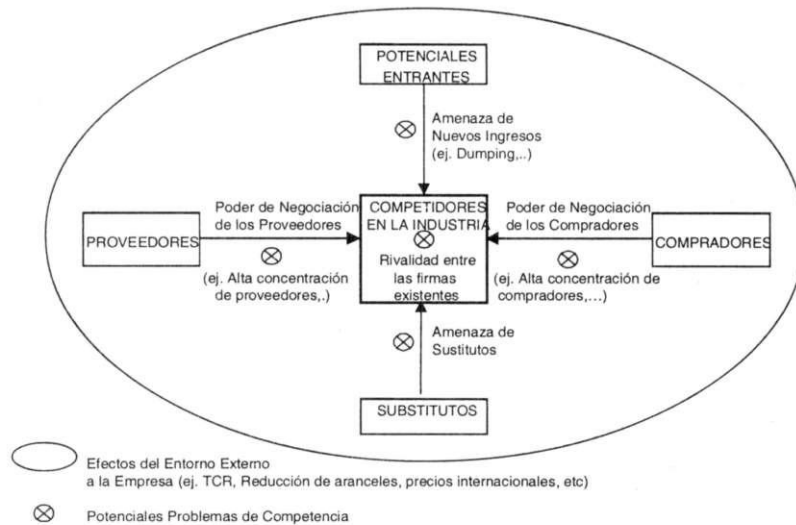 POTENCIALES
ENTRANTES
Amenaza de
Nuevos Ingresos
(ej. Dumping,..)
Poder de Negociación
de los Proveedores
PROVEEDORES
(ej. Alta concentración
de proveedores,.)
COMPETIDORES
EN LA INDUSTRIA
Rivalidad entre
las firmas
existentes
Poder de Negociación
de los Compradores
COMPRADORES
(ej. Alta concentración de
compradores,...)
Amenaza de
Sustitutos
SUBSTITUTOS
Efectos del Entorno Externo
a la Empresa (ej. TCR, Reducción de aranceles, precios internacionales, etc)
Potenciales Problemas de Competencia